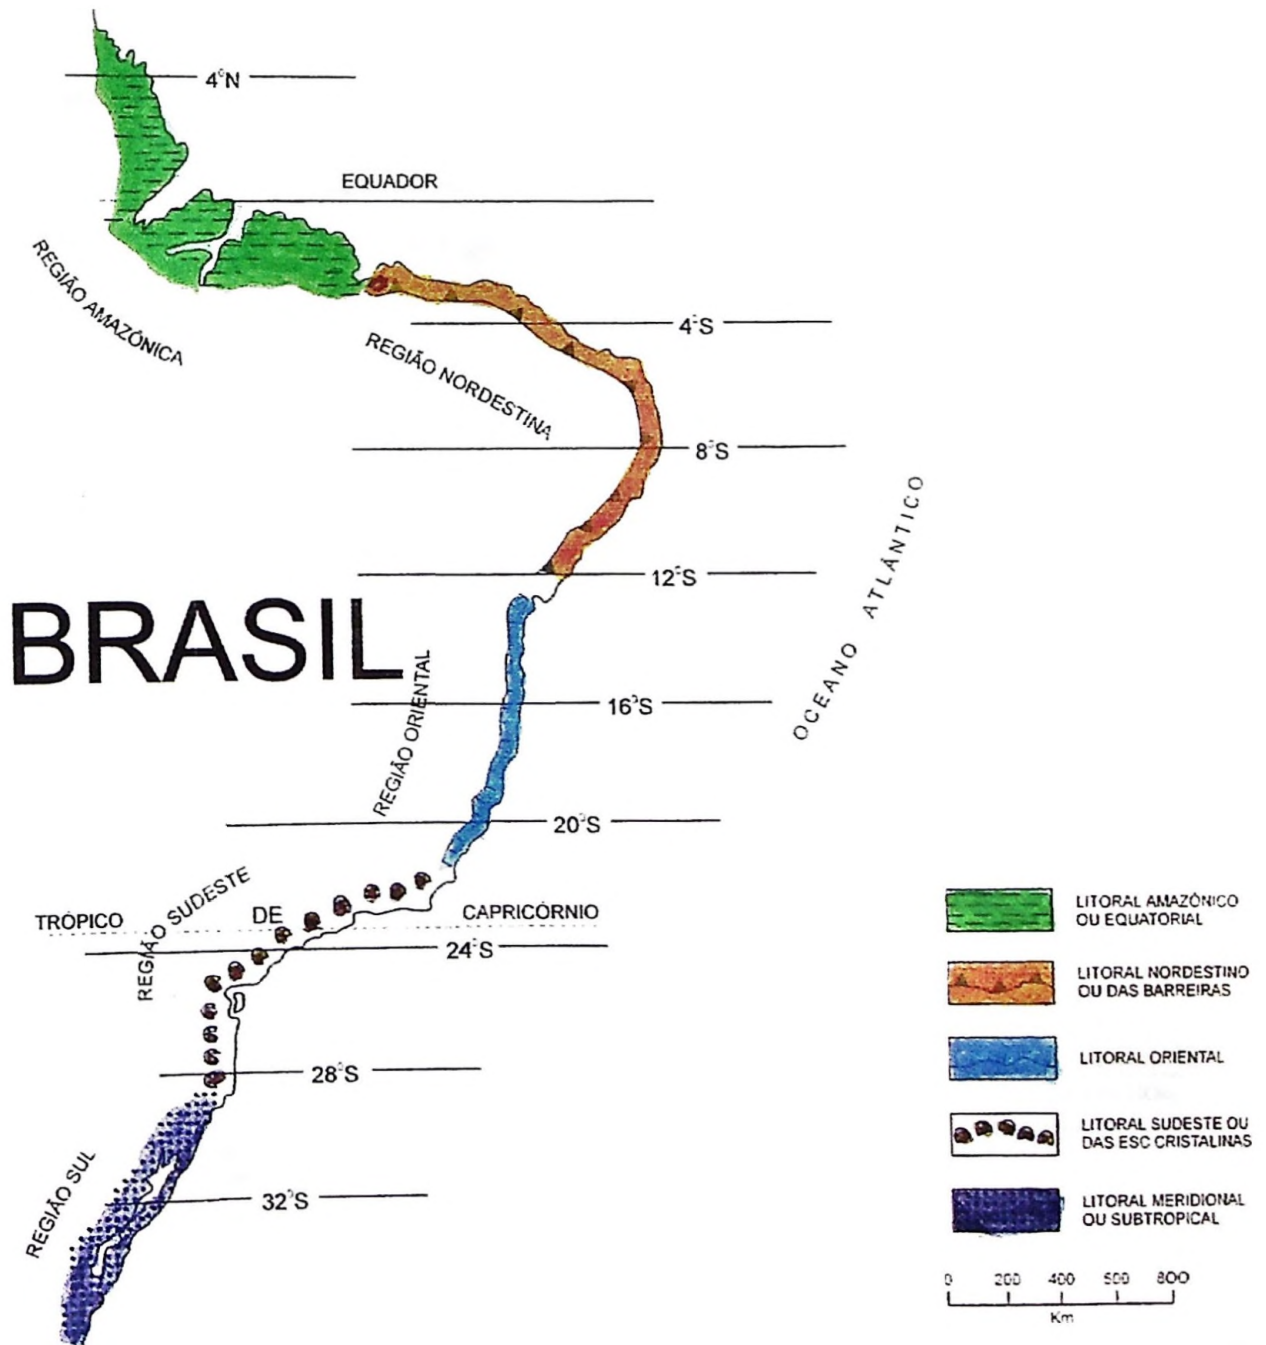 4°N
EQUADOR
REGIÃO AMAZÔNICA
4°S
REGIÃO NORDESTINA
8°S
OCEANO ATLÂNTICO
12°S
BRASIL
REGIÃO ORIENTAL
16°S
20°S
REGIÃO SUDESTE
TRÓPICO DE CAPRICÓRNIO
24°S
28°S
REGIÃO SUL
32°S
LITORAL AMAZÔNICO
OU EQUATORIAL
LITORAL NORDESTINO
OU DAS BARREIRAS
LITORAL ORIENTAL
LITORAL SUDESTE OU
DAS ESC CRISTALINAS
LITORAL MERIDIONAL
OU SUBTROPICAL
0 200 400 600 800
Km